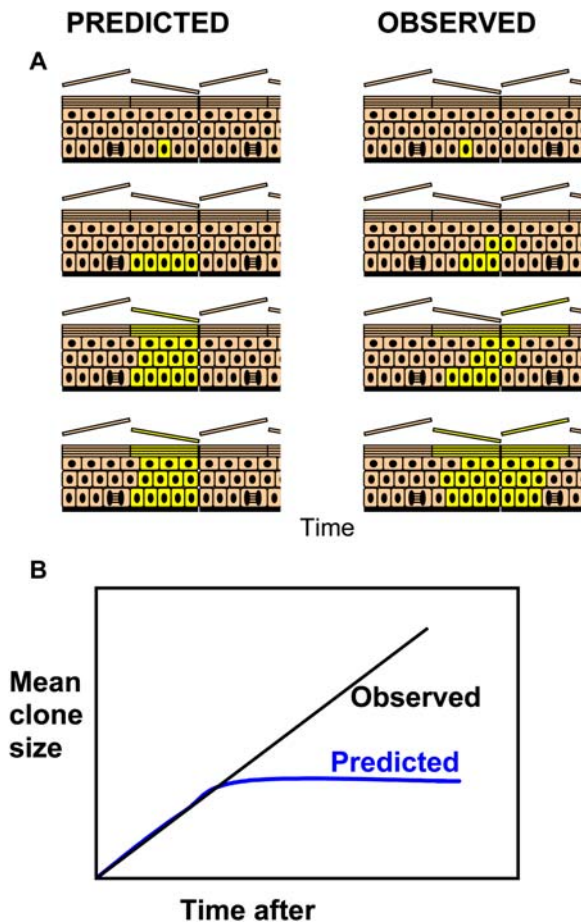 PREDICTED
OBSERVED
A
Time
B
Mean
clone
size
Observed
Predicted
Time after